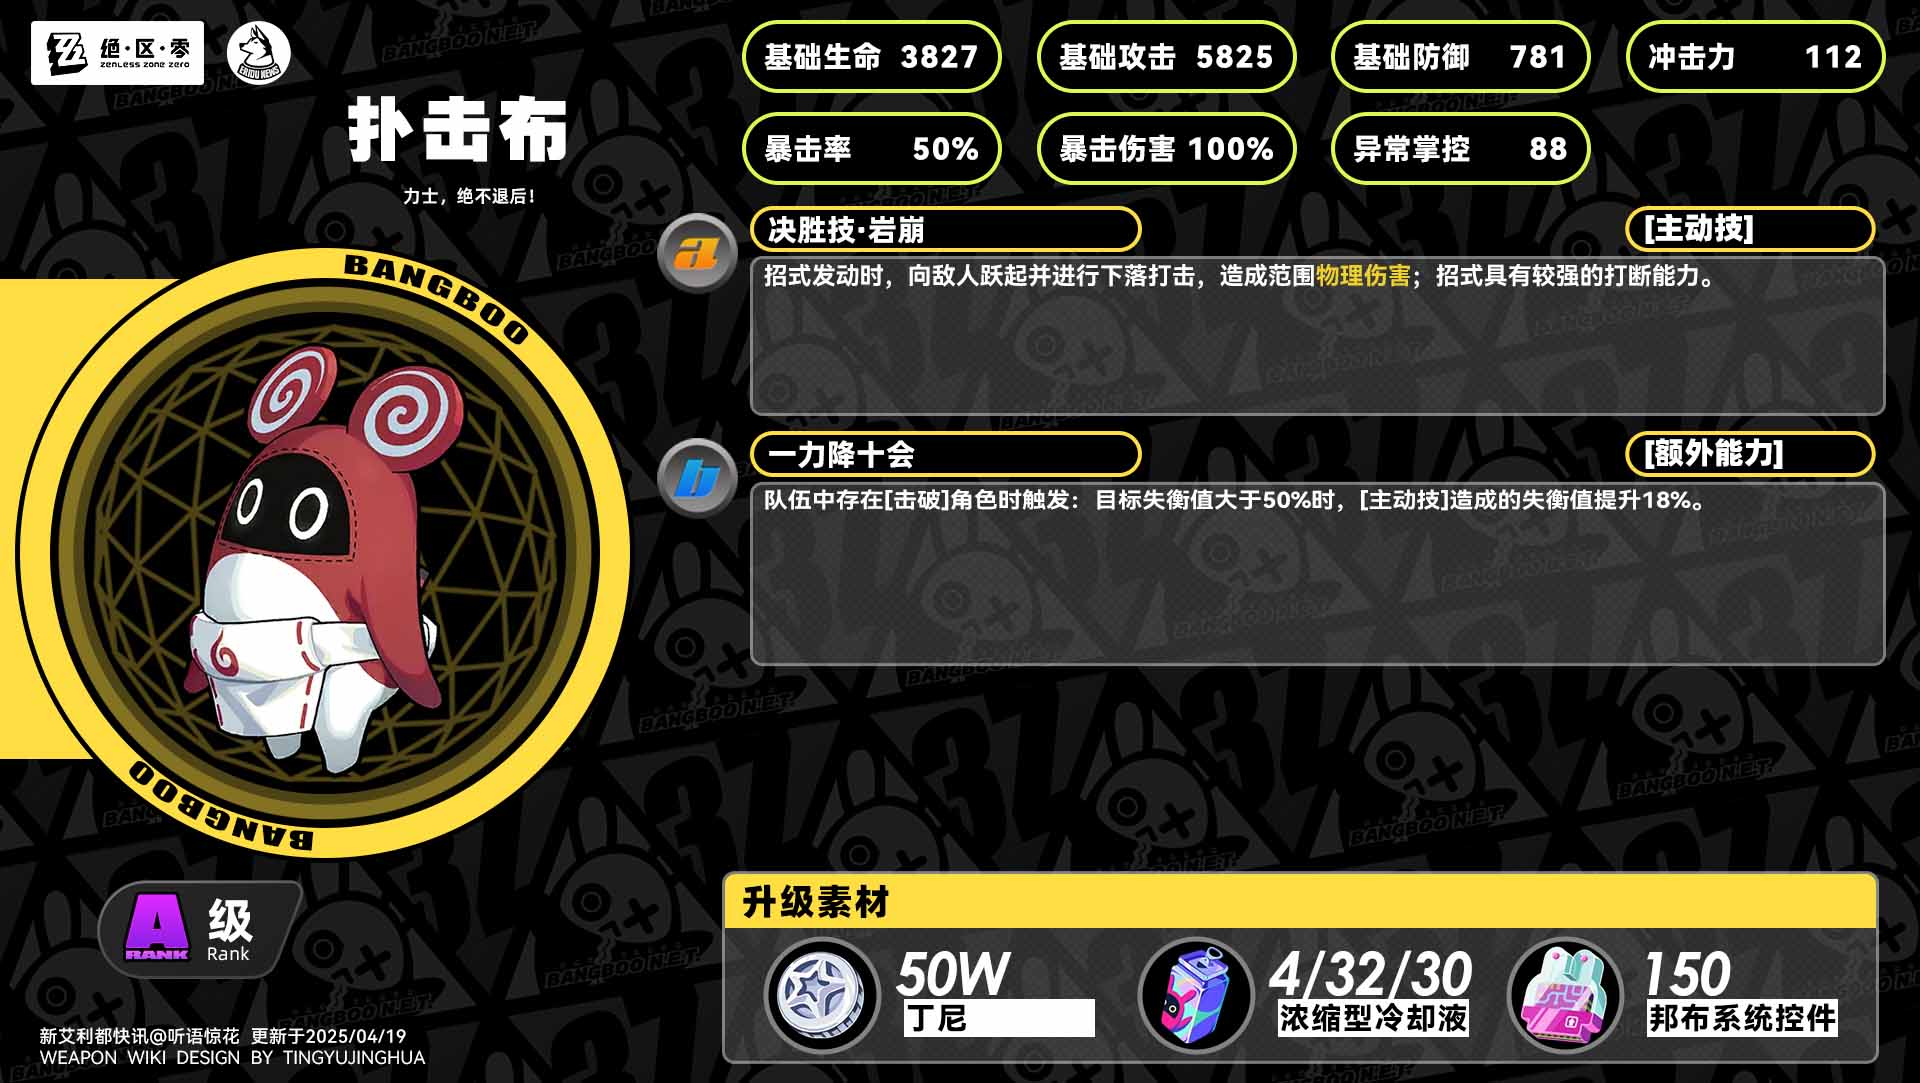 绝·区·零
ZENLESS ZONE ZERO
ERIDU NEWS
扑击布
力士，绝不退后！
基础生命 3827
基础攻击 5825
基础防御 781
冲击力 112
暴击率 50%
暴击伤害 100%
异常掌控 88
a
决胜技·岩崩
[主动技]
招式发动时，向敌人跃起并进行下落打击，造成范围物理伤害；招式具有较强的打断能力。
b
一力降十会
[额外能力]
队伍中存在[击破]角色时触发：目标失衡值大于50%时，[主动技]造成的失衡值提升18%。
BANGBOO
BANGBOO
A
RANK
级
Rank
升级素材
50W
丁尼
4/32/30
浓缩型冷却液
150
邦布系统控件
新艾利都快讯@听语惊花 更新于2025/04/19
WEAPON WIKI DESIGN BY TINGYUJINGHUA
BANGBOO N.E.T.